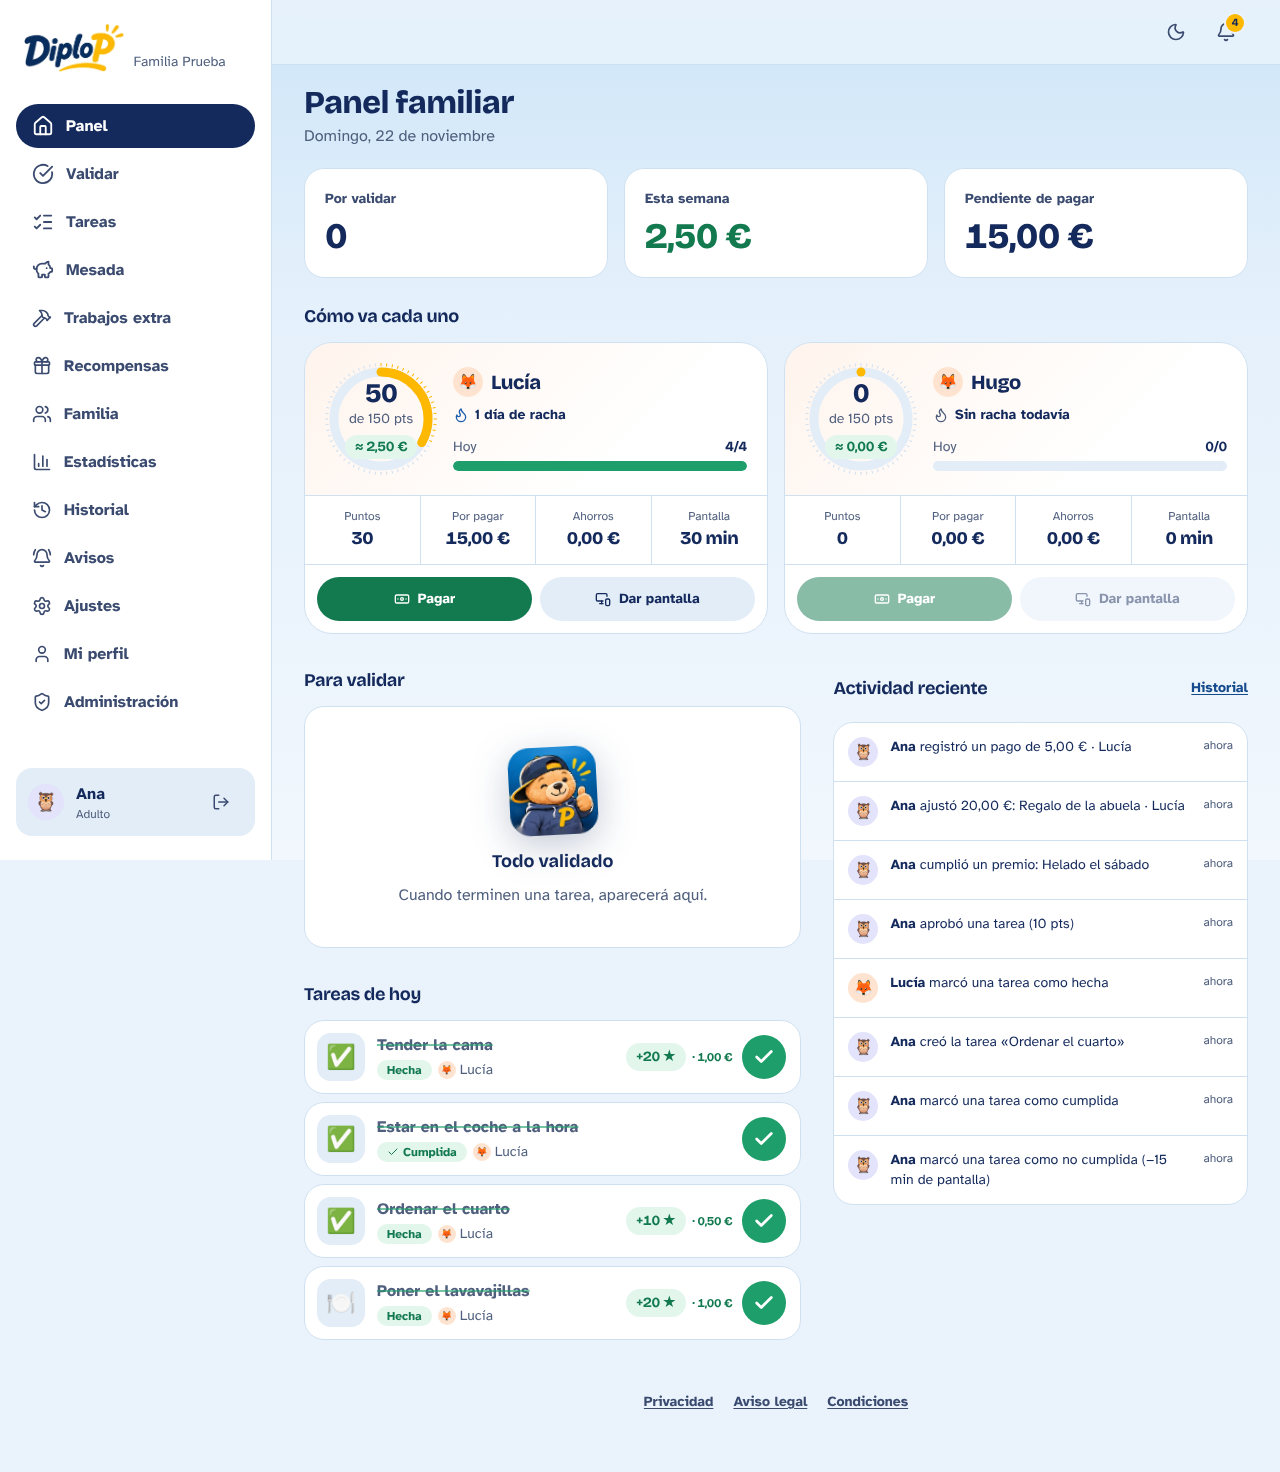 DiploP Familia Prueba
4
Panel
Validar
Tareas
Mesada
Trabajos extra
Recompensas
Familia
Estadísticas
Historial
Avisos
Ajustes
Mi perfil
Administración
Ana
Adulto
Panel familiar
Domingo, 22 de noviembre
Por validar
0
Esta semana
2,50 €
Pendiente de pagar
15,00 €
Cómo va cada uno
50
de 150 pts
≈ 2,50 €
Lucía
1 día de racha
Hoy 4/4
Puntos
30
Por pagar
15,00 €
Ahorros
0,00 €
Pantalla
30 min
Pagar
Dar pantalla
0
de 150 pts
≈ 0,00 €
Hugo
Sin racha todavía
Hoy 0/0
Puntos
0
Por pagar
0,00 €
Ahorros
0,00 €
Pantalla
0 min
Pagar
Dar pantalla
Para validar
P
Todo validado
Cuando terminen una tarea, aparecerá aquí.
Tareas de hoy
Tender la cama
Hecha Lucía
+20 ★ · 1,00 €
Estar en el coche a la hora
Cumplida Lucía
Ordenar el cuarto
Hecha Lucía
+10 ★ · 0,50 €
Poner el lavavajillas
Hecha Lucía
+20 ★ · 1,00 €
Actividad reciente Historial
Ana registró un pago de 5,00 € · Lucía ahora
Ana ajustó 20,00 €: Regalo de la abuela · Lucía ahora
Ana cumplió un premio: Helado el sábado ahora
Ana aprobó una tarea (10 pts) ahora
Lucía marcó una tarea como hecha ahora
Ana creó la tarea «Ordenar el cuarto» ahora
Ana marcó una tarea como cumplida ahora
Ana marcó una tarea como no cumplida (−15 ahora
min de pantalla)
Privacidad Aviso legal Condiciones